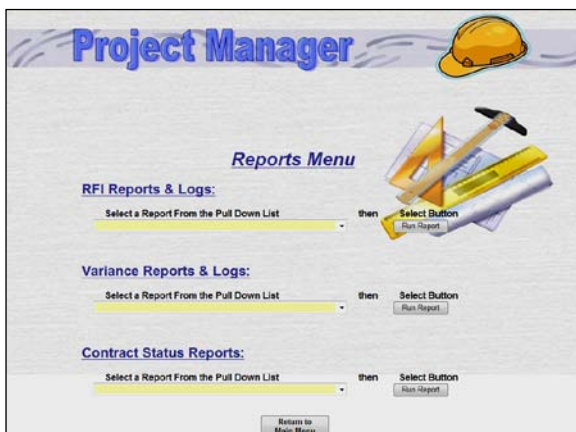 Project Manager
Reports Menu
RFI Reports & Logs:
Select a Report From the Pull Down List then Select Button
Run Report
Variance Reports & Logs:
Select a Report From the Pull Down List then Select Button
Run Report
Contract Status Reports:
Select a Report From the Pull Down List then Select Button
Run Report
Return to
Main Menu